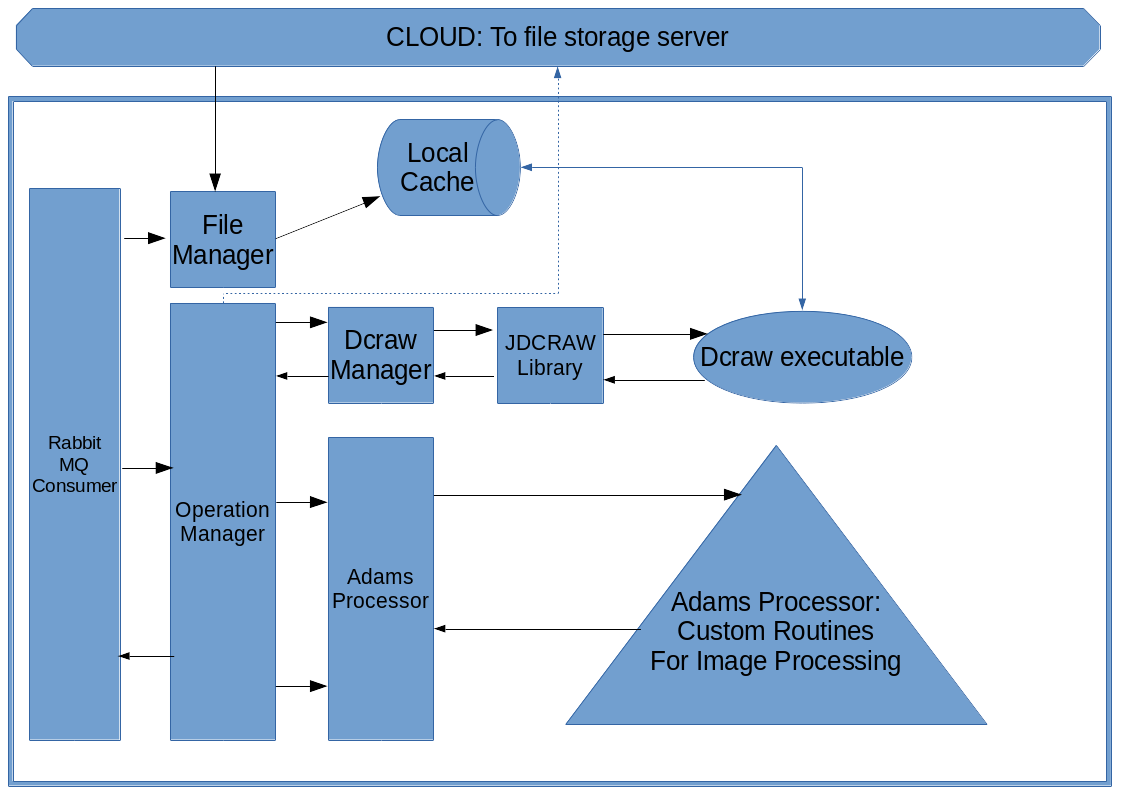 CLOUD: To file storage server
Local
Cache
File
Manager
Dcraw
Manager
JDCRAW
Library
Dcraw executable
Rabbit
MQ
Consumer
Operation
Manager
Adams
Processor
Adams Processor:
Custom Routines
For Image Processing